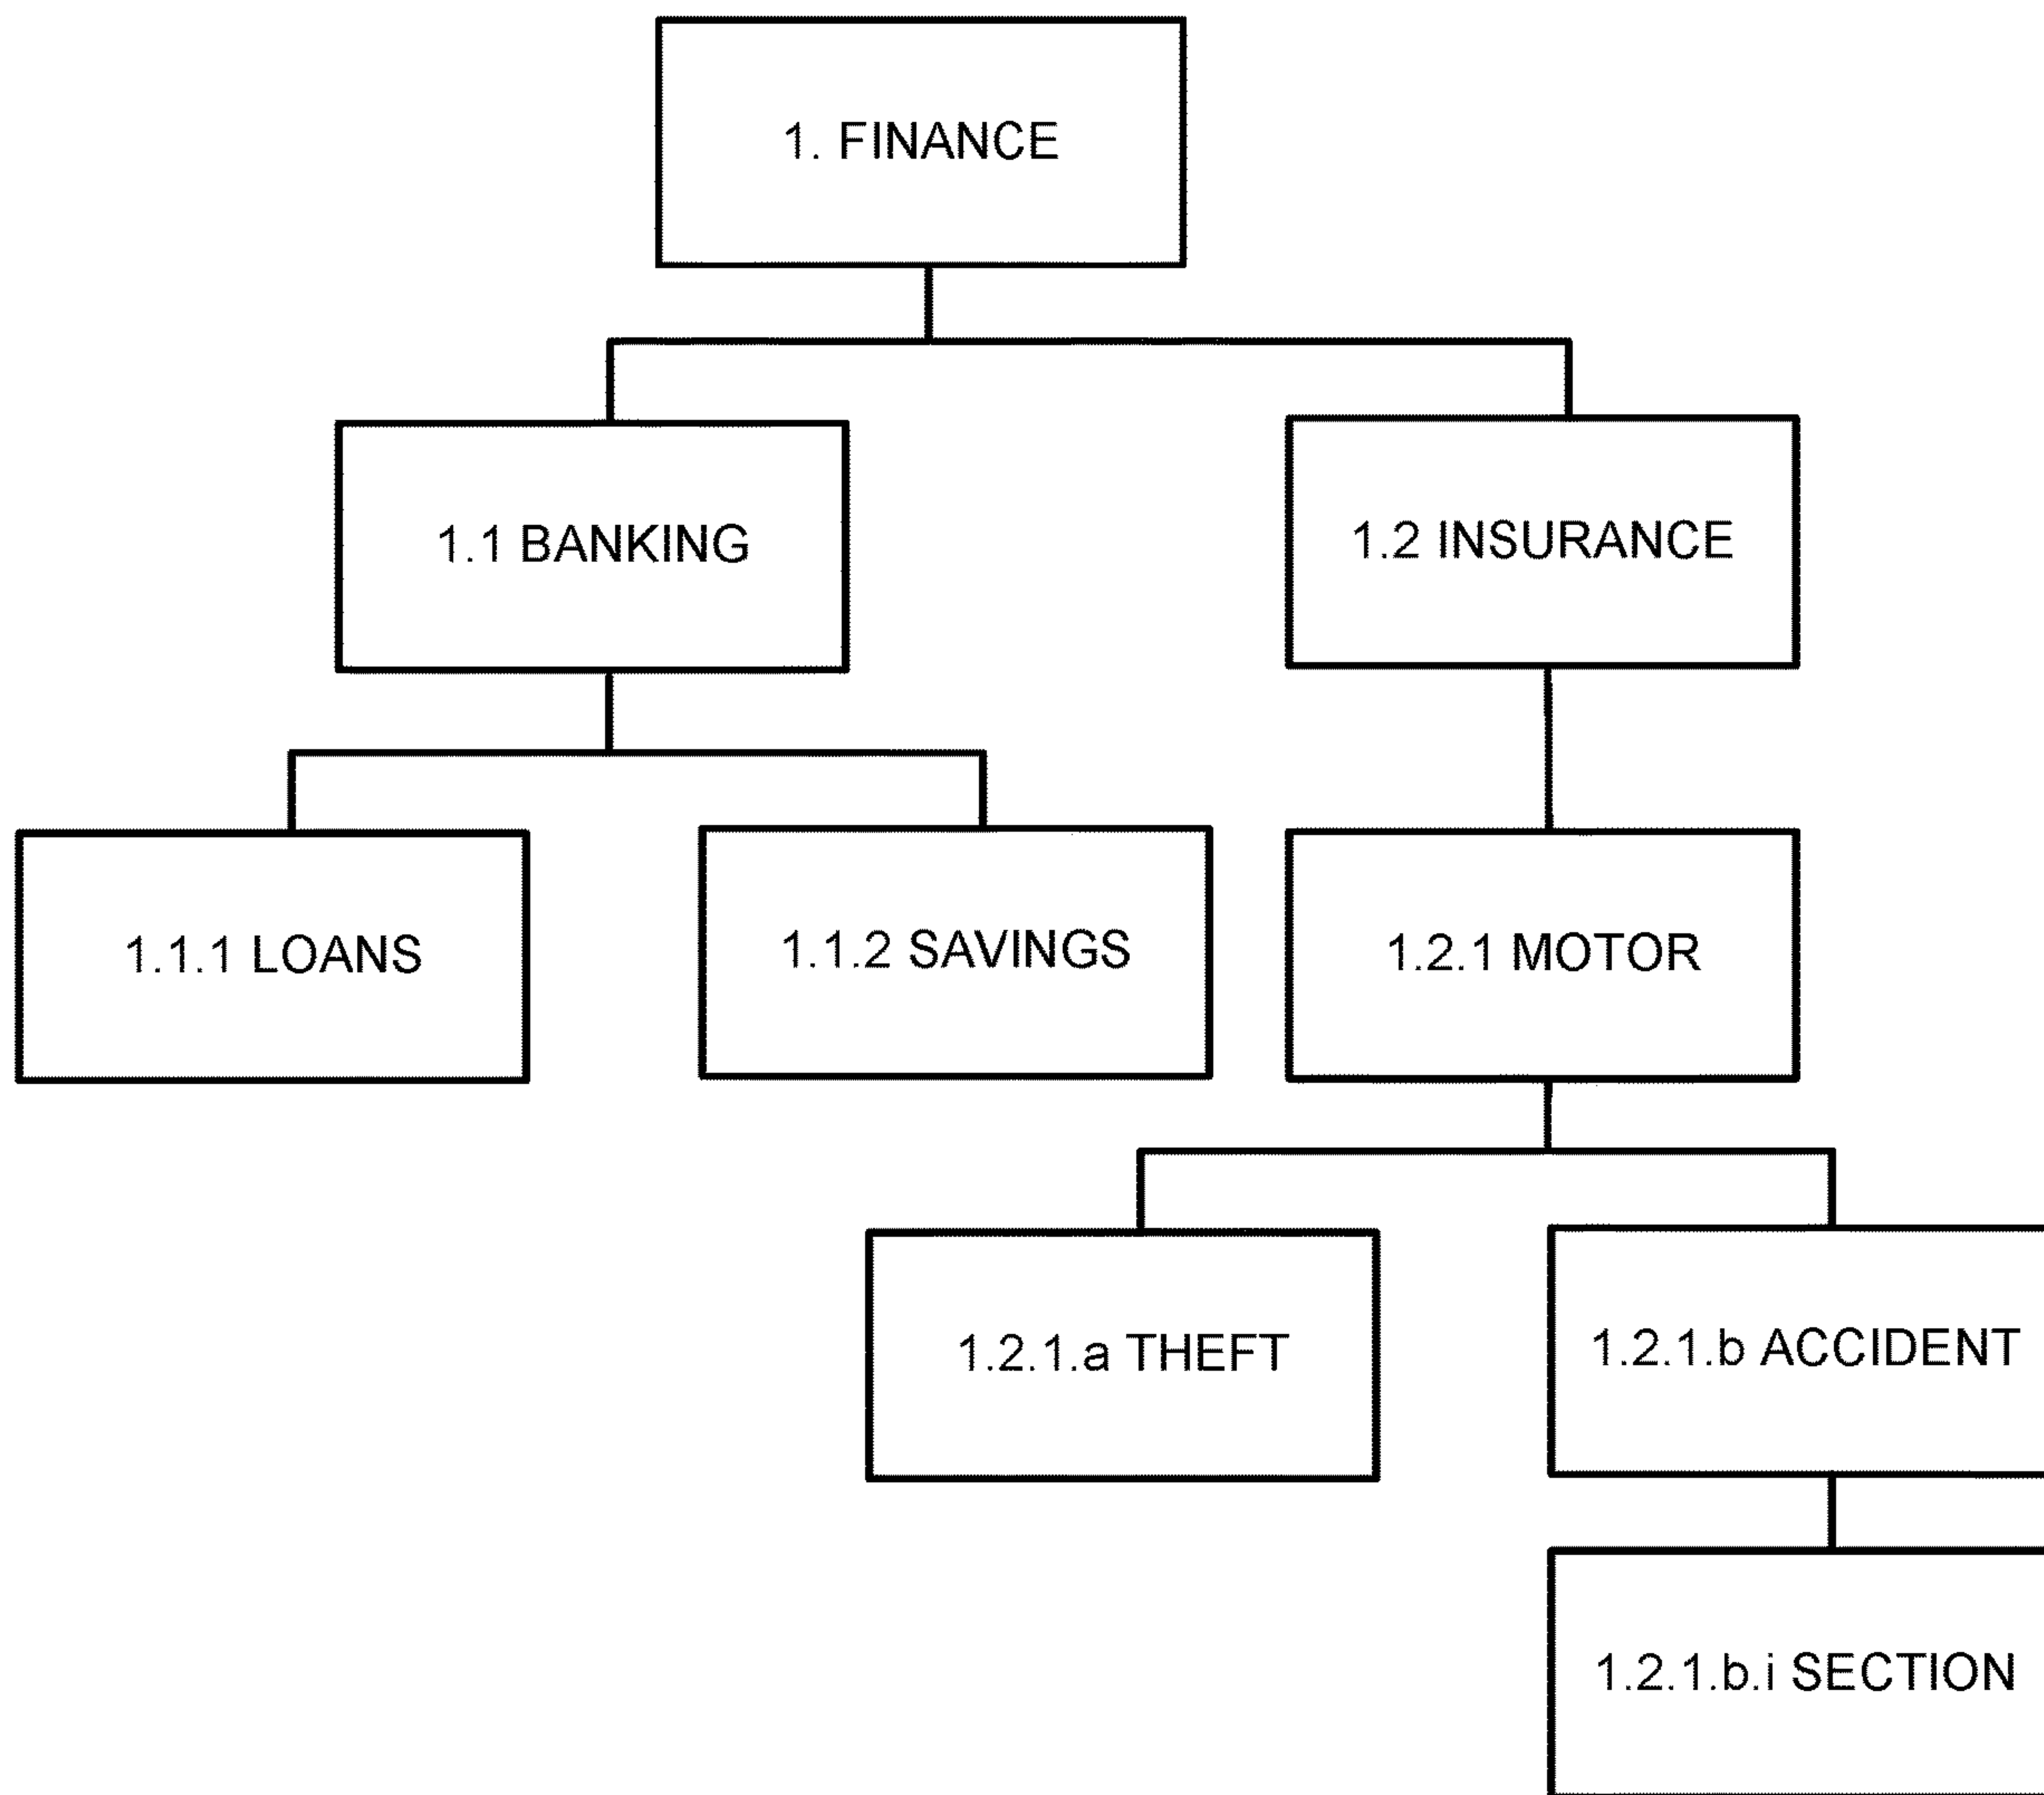 1. FINANCE
1.1 BANKING
1.2 INSURANCE
1.1.1 LOANS
1.1.2 SAVINGS
1.2.1 MOTOR
1.2.1.a THEFT
1.2.1.b ACCIDENT
1.2.1.b.i SECTION